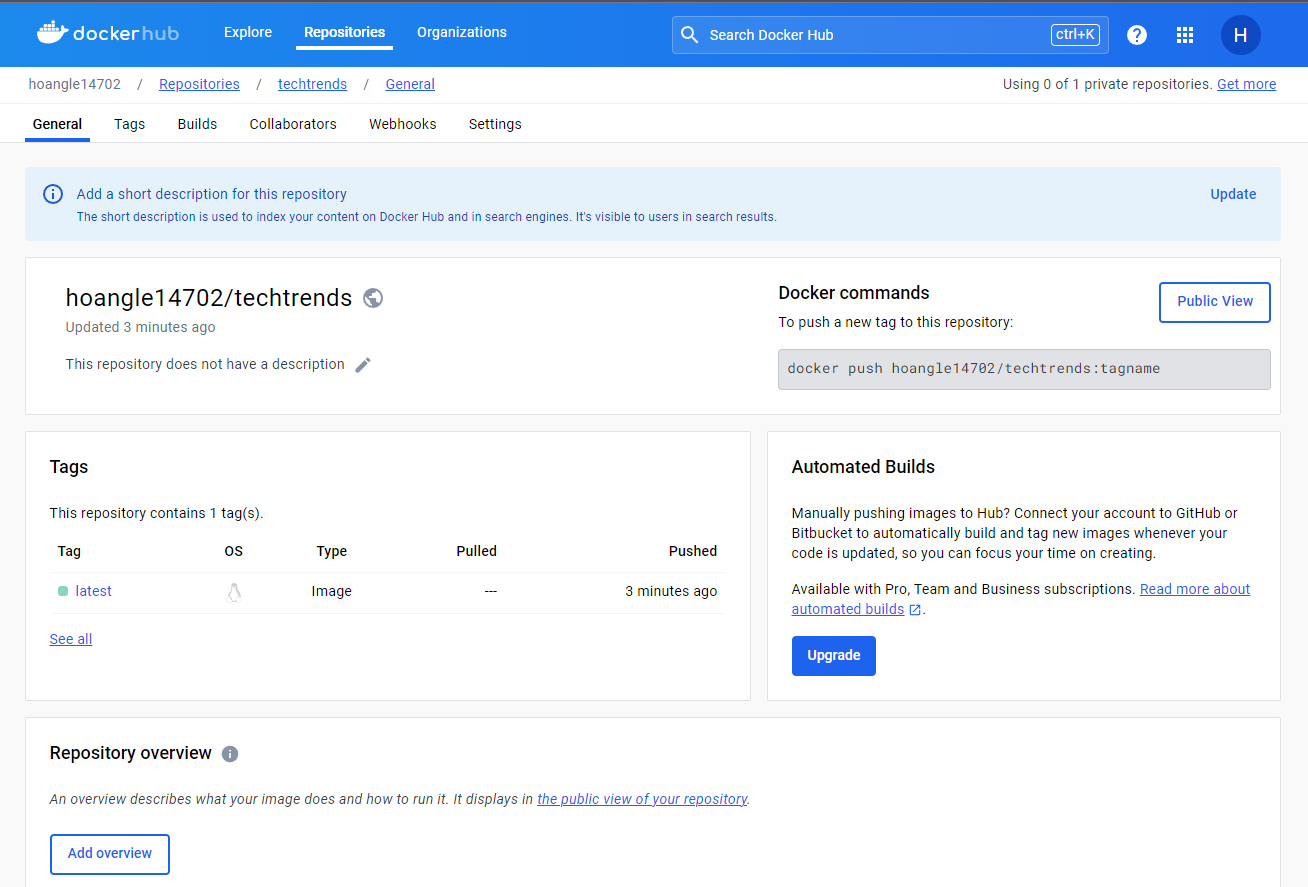 docker hub
Explore
Repositories
Organizations
Search Docker Hub
ctrl+K
?
H
hoangle14702 / Repositories / techtrends / General
Using 0 of 1 private repositories. Get more
General
Tags
Builds
Collaborators
Webhooks
Settings
Add a short description for this repository
The short description is used to index your content on Docker Hub and in search engines. It's visible to users in search results.
Update
hoangle14702/techtrends
Updated 3 minutes ago
This repository does not have a description
Docker commands
To push a new tag to this repository:
Public View
docker push hoangle14702/techtrends:tagname
Tags
This repository contains 1 tag(s).
Tag OS Type Pulled Pushed
latest Image --- 3 minutes ago
See all
Automated Builds
Manually pushing images to Hub? Connect your account to GitHub or
Bitbucket to automatically build and tag new images whenever your
code is updated, so you can focus your time on creating.
Available with Pro, Team and Business subscriptions. Read more about
automated builds .
Upgrade
Repository overview
An overview describes what your image does and how to run it. It displays in the public view of your repository.
Add overview